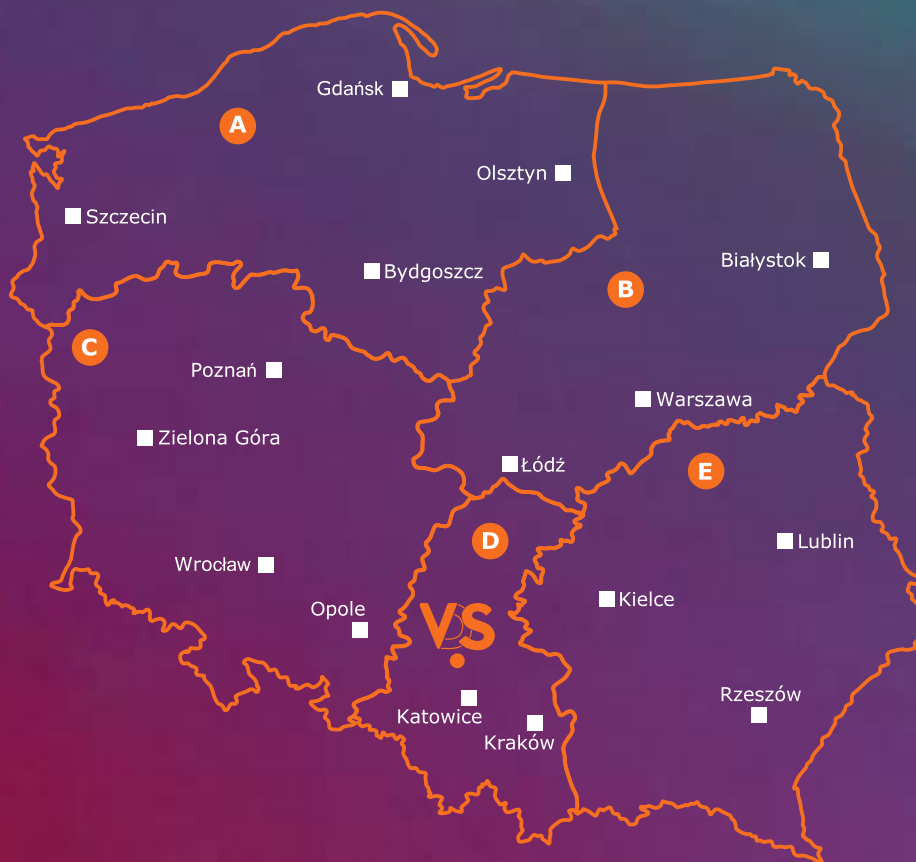 Gdańsk
A
Olsztyn
Szczecin
Białystok
Bydgoszcz
B
C
Poznań
Warszawa
Zielona Góra
Łódź
E
D
Lublin
Wrocław
Kielce
Opole
VS
Rzeszów
Katowice
Kraków